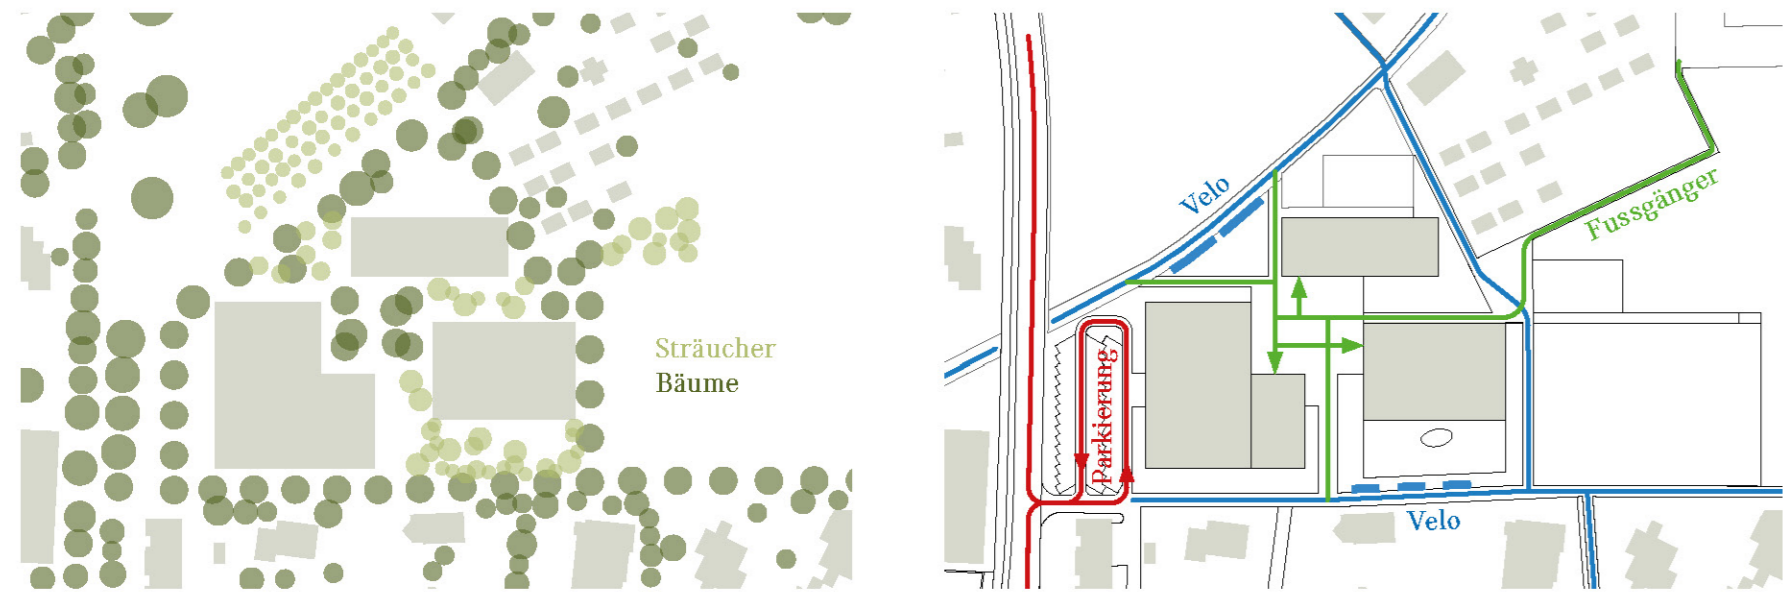 Sträucher
Bäume
Velo
Fussgänger
Parkierung
Velo